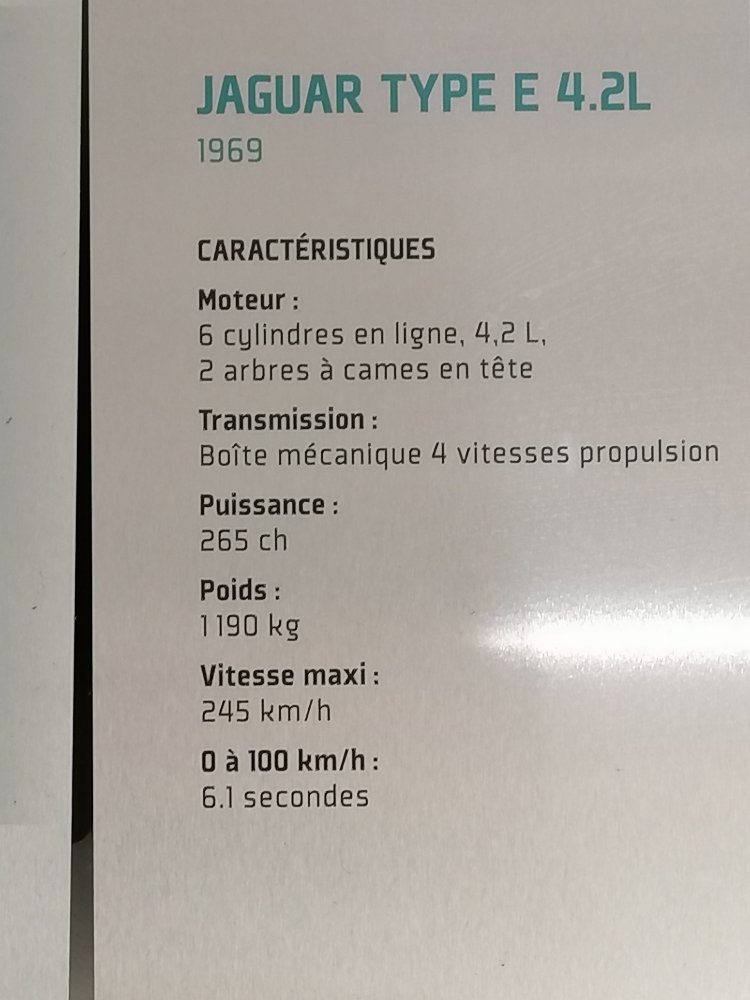 JAGUAR TYPE E 4.2L
1969
CARACTÉRISTIQUES
Moteur :
6 cylindres en ligne, 4,2 L,
2 arbres à cames en tête
Transmission :
Boîte mécanique 4 vitesses propulsion
Puissance :
265 ch
Poids :
1 190 kg
Vitesse maxi :
245 km/h
0 à 100 km/h :
6.1 secondes